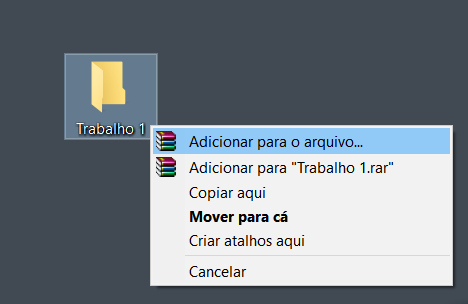 Trabalho 1
Adicionar para o arquivo...
Adicionar para "Trabalho 1.rar"
Copiar aqui
Mover para cá
Criar atalhos aqui
Cancelar